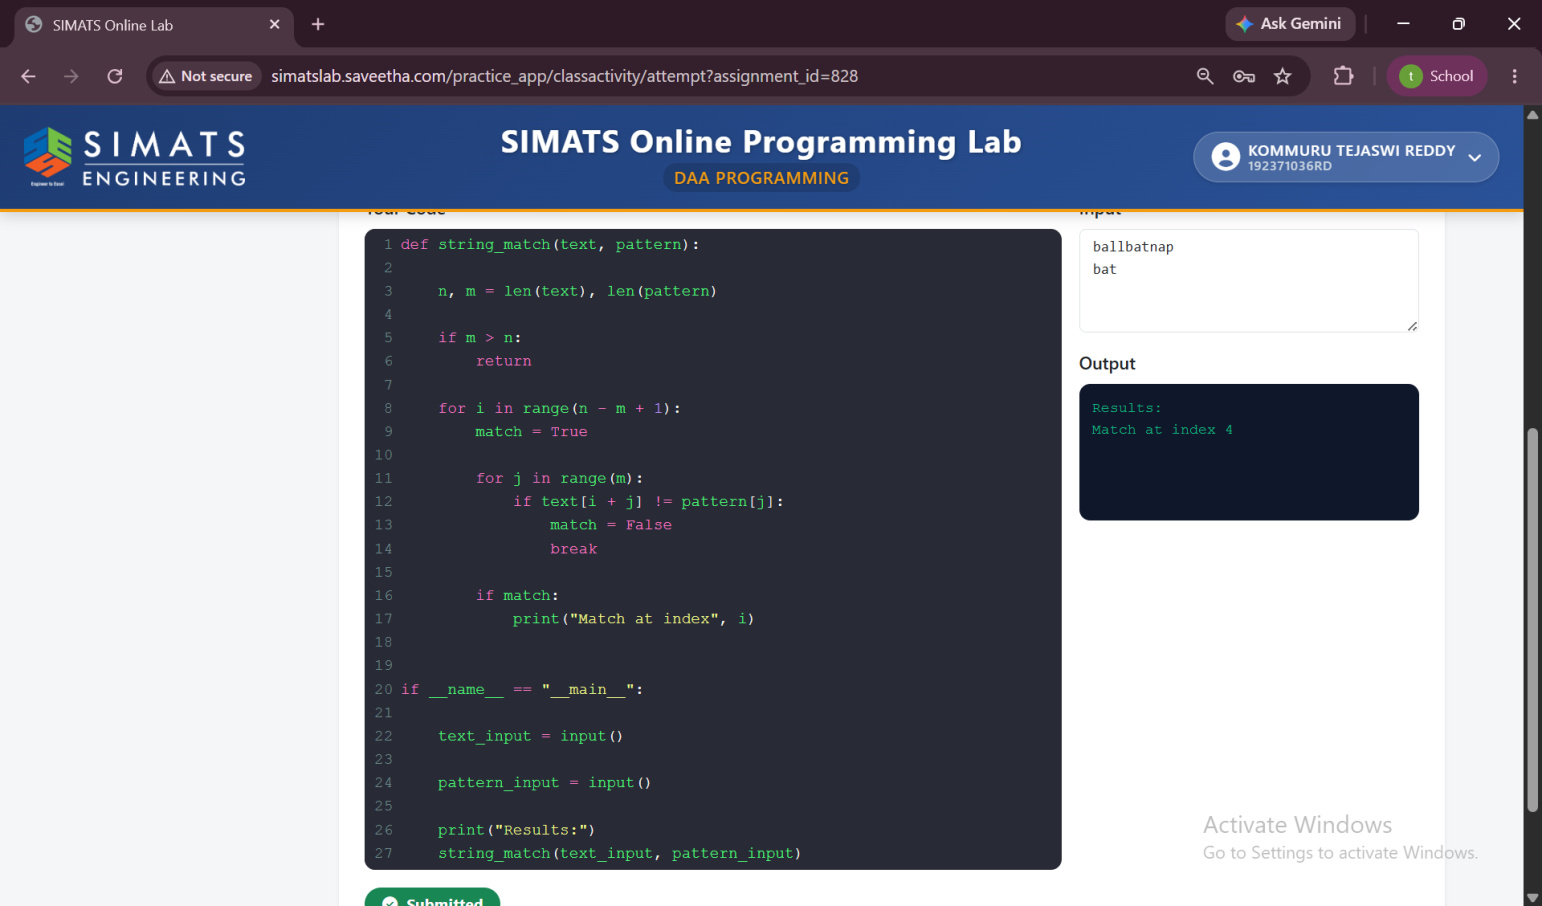 SIMATS Online Lab
Ask Gemini
Not secure
simatslab.saveetha.com/practice_app/classactivity/attempt?assignment_id=828
t School
SIMATS
ENGINEERING
Engineer to Excel
SIMATS Online Programming Lab
DAA PROGRAMMING
KOMMURU TEJASWI REDDY
192371036RD
Your Code
1 def string_match(text, pattern):
2
3     n, m = len(text), len(pattern)
4
5     if m > n:
6         return
7
8     for i in range(n - m + 1):
9         match = True
10
11         for j in range(m):
12             if text[i + j] != pattern[j]:
13                 match = False
14                 break
15
16         if match:
17             print("Match at index", i)
18
19
20 if __name__ == "__main__":
21
22     text_input = input()
23
24     pattern_input = input()
25
26     print("Results:")
27     string_match(text_input, pattern_input)
Submitted
Input
ballbatnap
bat
Output
Results:
Match at index 4
Activate Windows
Go to Settings to activate Windows.